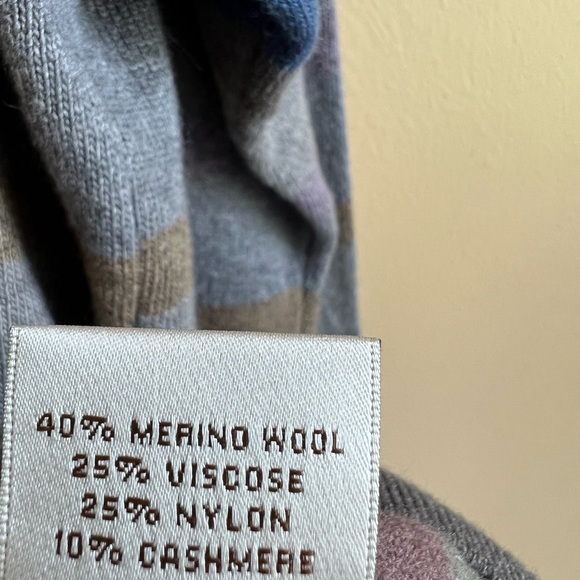 40% MERINO WOOL
25% VISCOSE
25% NYLON
10% CASHMERE